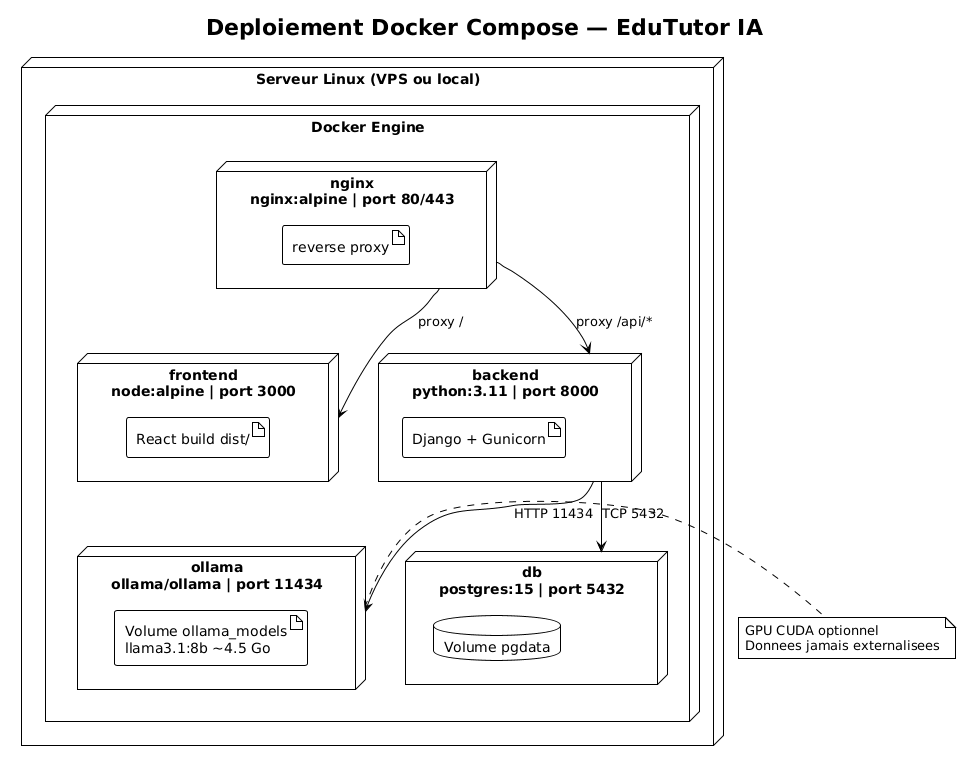 Deploiement Docker Compose — EduTutor IA
Serveur Linux (VPS ou local)
Docker Engine
nginx
nginx:alpine | port 80/443
reverse proxy
proxy /
proxy /api/*
frontend
node:alpine | port 3000
React build dist/
backend
python:3.11 | port 8000
Django + Gunicorn
HTTP 11434
TCP 5432
ollama
ollama/ollama | port 11434
Volume ollama_models
llama3.1:8b ~4.5 Go
db
postgres:15 | port 5432
Volume pgdata
GPU CUDA optionnel
Donnees jamais externalisees